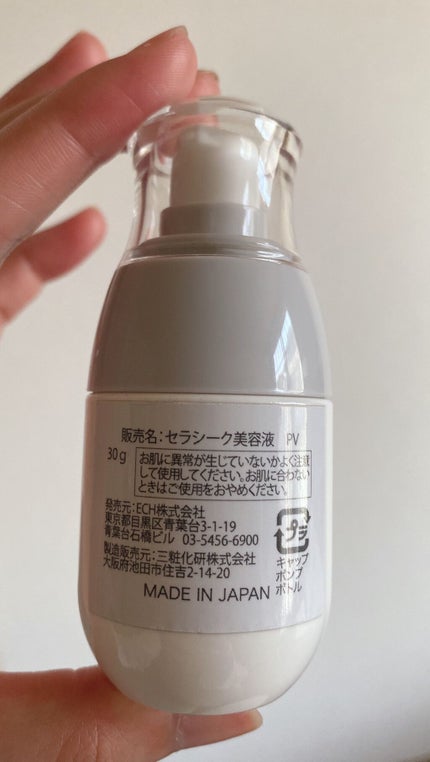 販売名:セラシーク美容液 PV
30g
お肌に異常が生じていないかよく注意
して使用してください。お肌に合わない
ときはご使用をおやめください。
発売元:ECH株式会社
東京都目黒区青葉台3-1-19
青葉台石橋ビル 03-5456-6900
製造販売元:三粧化研株式会社
大阪府池田市住吉2-14-20
プラ
キャップ
ポンプ
ボトル
MADE IN JAPAN